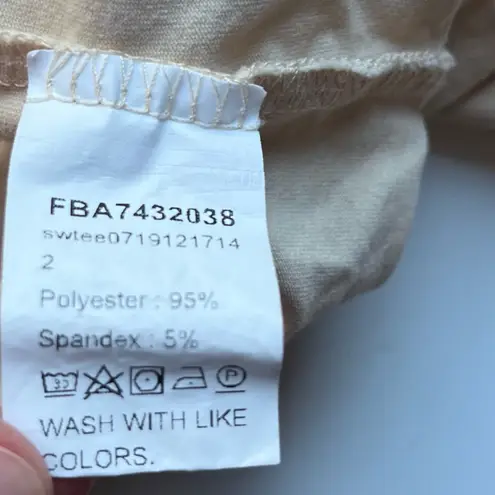 FBA7432038
swtee0719121714
2
Polyester : 95%
Spandex : 5%
P
WASH WITH LIKE
COLORS.